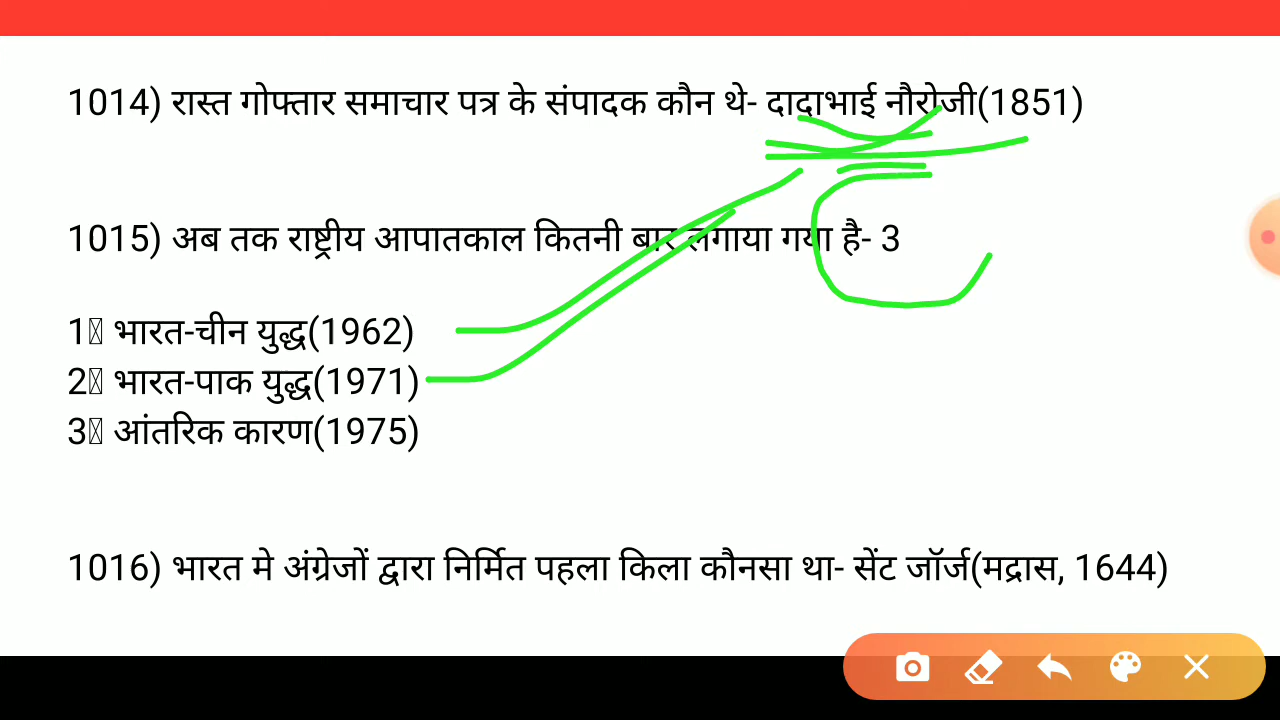 1014) रास्त गोफ्तार समाचार पत्र के संपादक कौन थे- दादाभाई नौरोजी(1851)
1015) अब तक राष्ट्रीय आपातकाल कितनी बार लगाया गया है- 3
1 भारत-चीन युद्ध(1962)
2 भारत-पाक युद्ध(1971)
3 आंतरिक कारण(1975)
1016) भारत मे अंग्रेजों द्वारा निर्मित पहला किला कौनसा था- सेंट जॉर्ज(मद्रास, 1644)